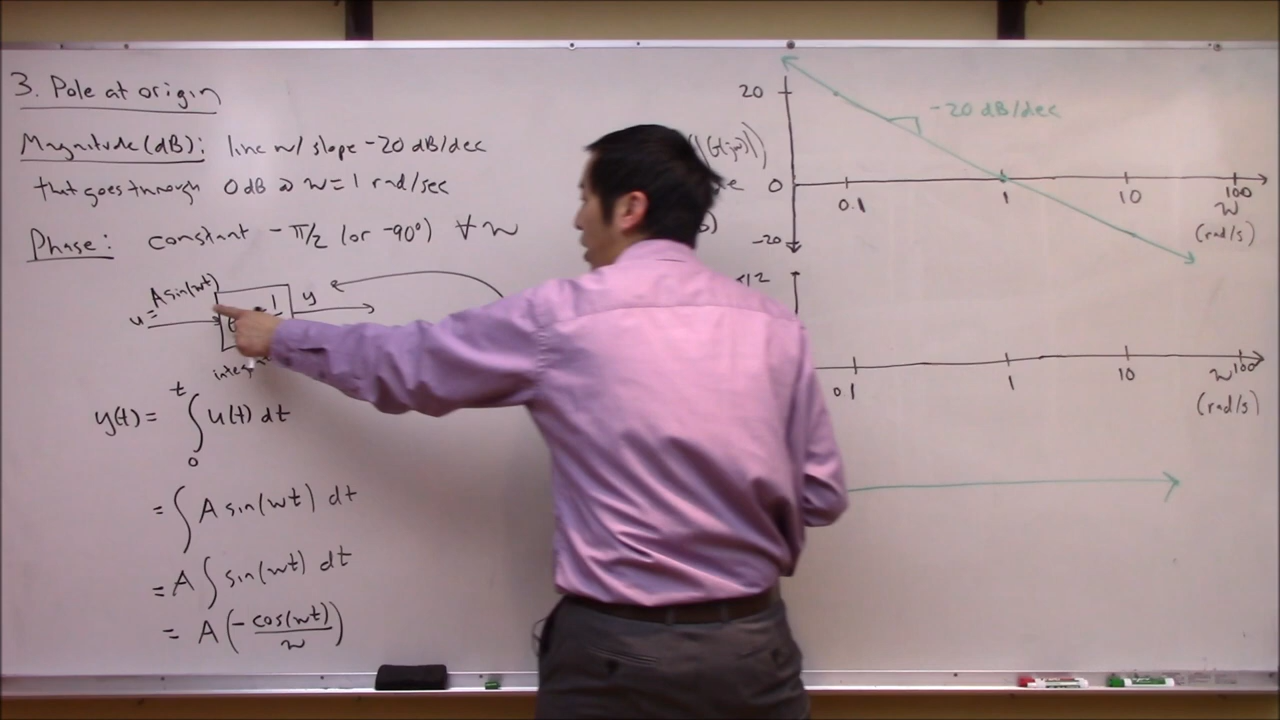 3. Pole at origin
Magnitude (dB): line w/ slope -20 dB/dec
that goes through 0 dB @ ω = 1 rad/sec
Phase: constant -π/2 (or -90°) ∀ ω
u = A sin(ωt)
y
y(t) = ∫₀ᵗ u(t) dt
= ∫ A sin(ωt) dt
= A ∫ sin(ωt) dt
= A (- cos(ωt)/ω)
|G(jω)|)
20
0
-20
-20 dB/dec
0.1 1 10 100
ω
(rad/s)
0.1 1 10 ω 100
(rad/s)